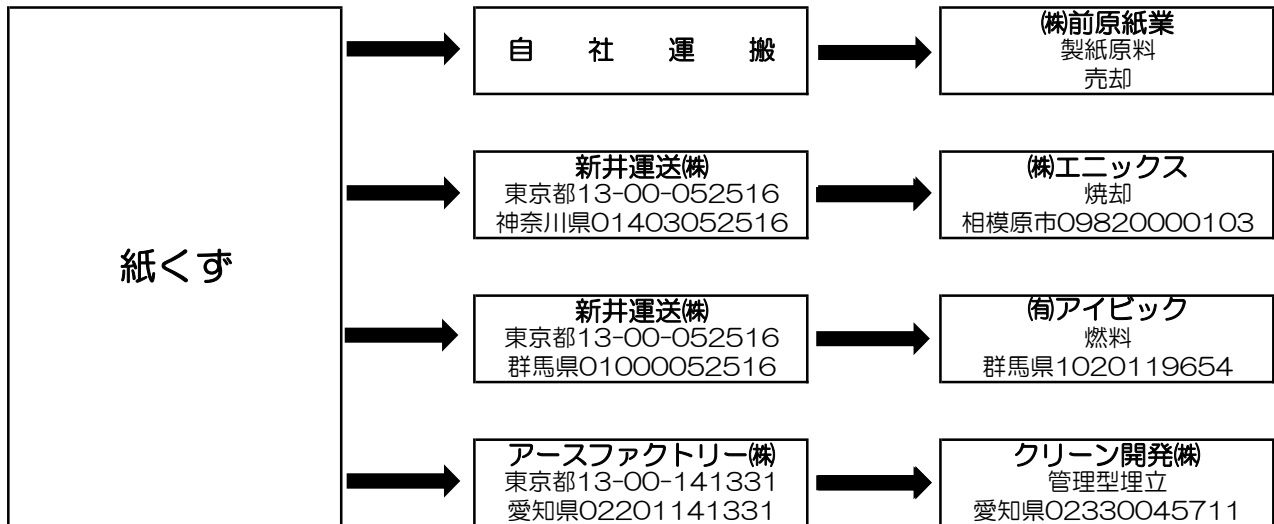 紙くず
自社運搬
㈱前原紙業
製紙原料
売却
新井運送㈱
東京都13-00-052516
神奈川県01403052516
㈱エニックス
焼却
相模原市09820000103
新井運送㈱
東京都13-00-052516
群馬県01000052516
㈲アイビック
燃料
群馬県1020119654
アースファクトリー㈱
東京都13-00-141331
愛知県02201141331
クリーン開発㈱
管理型埋立
愛知県02330045711